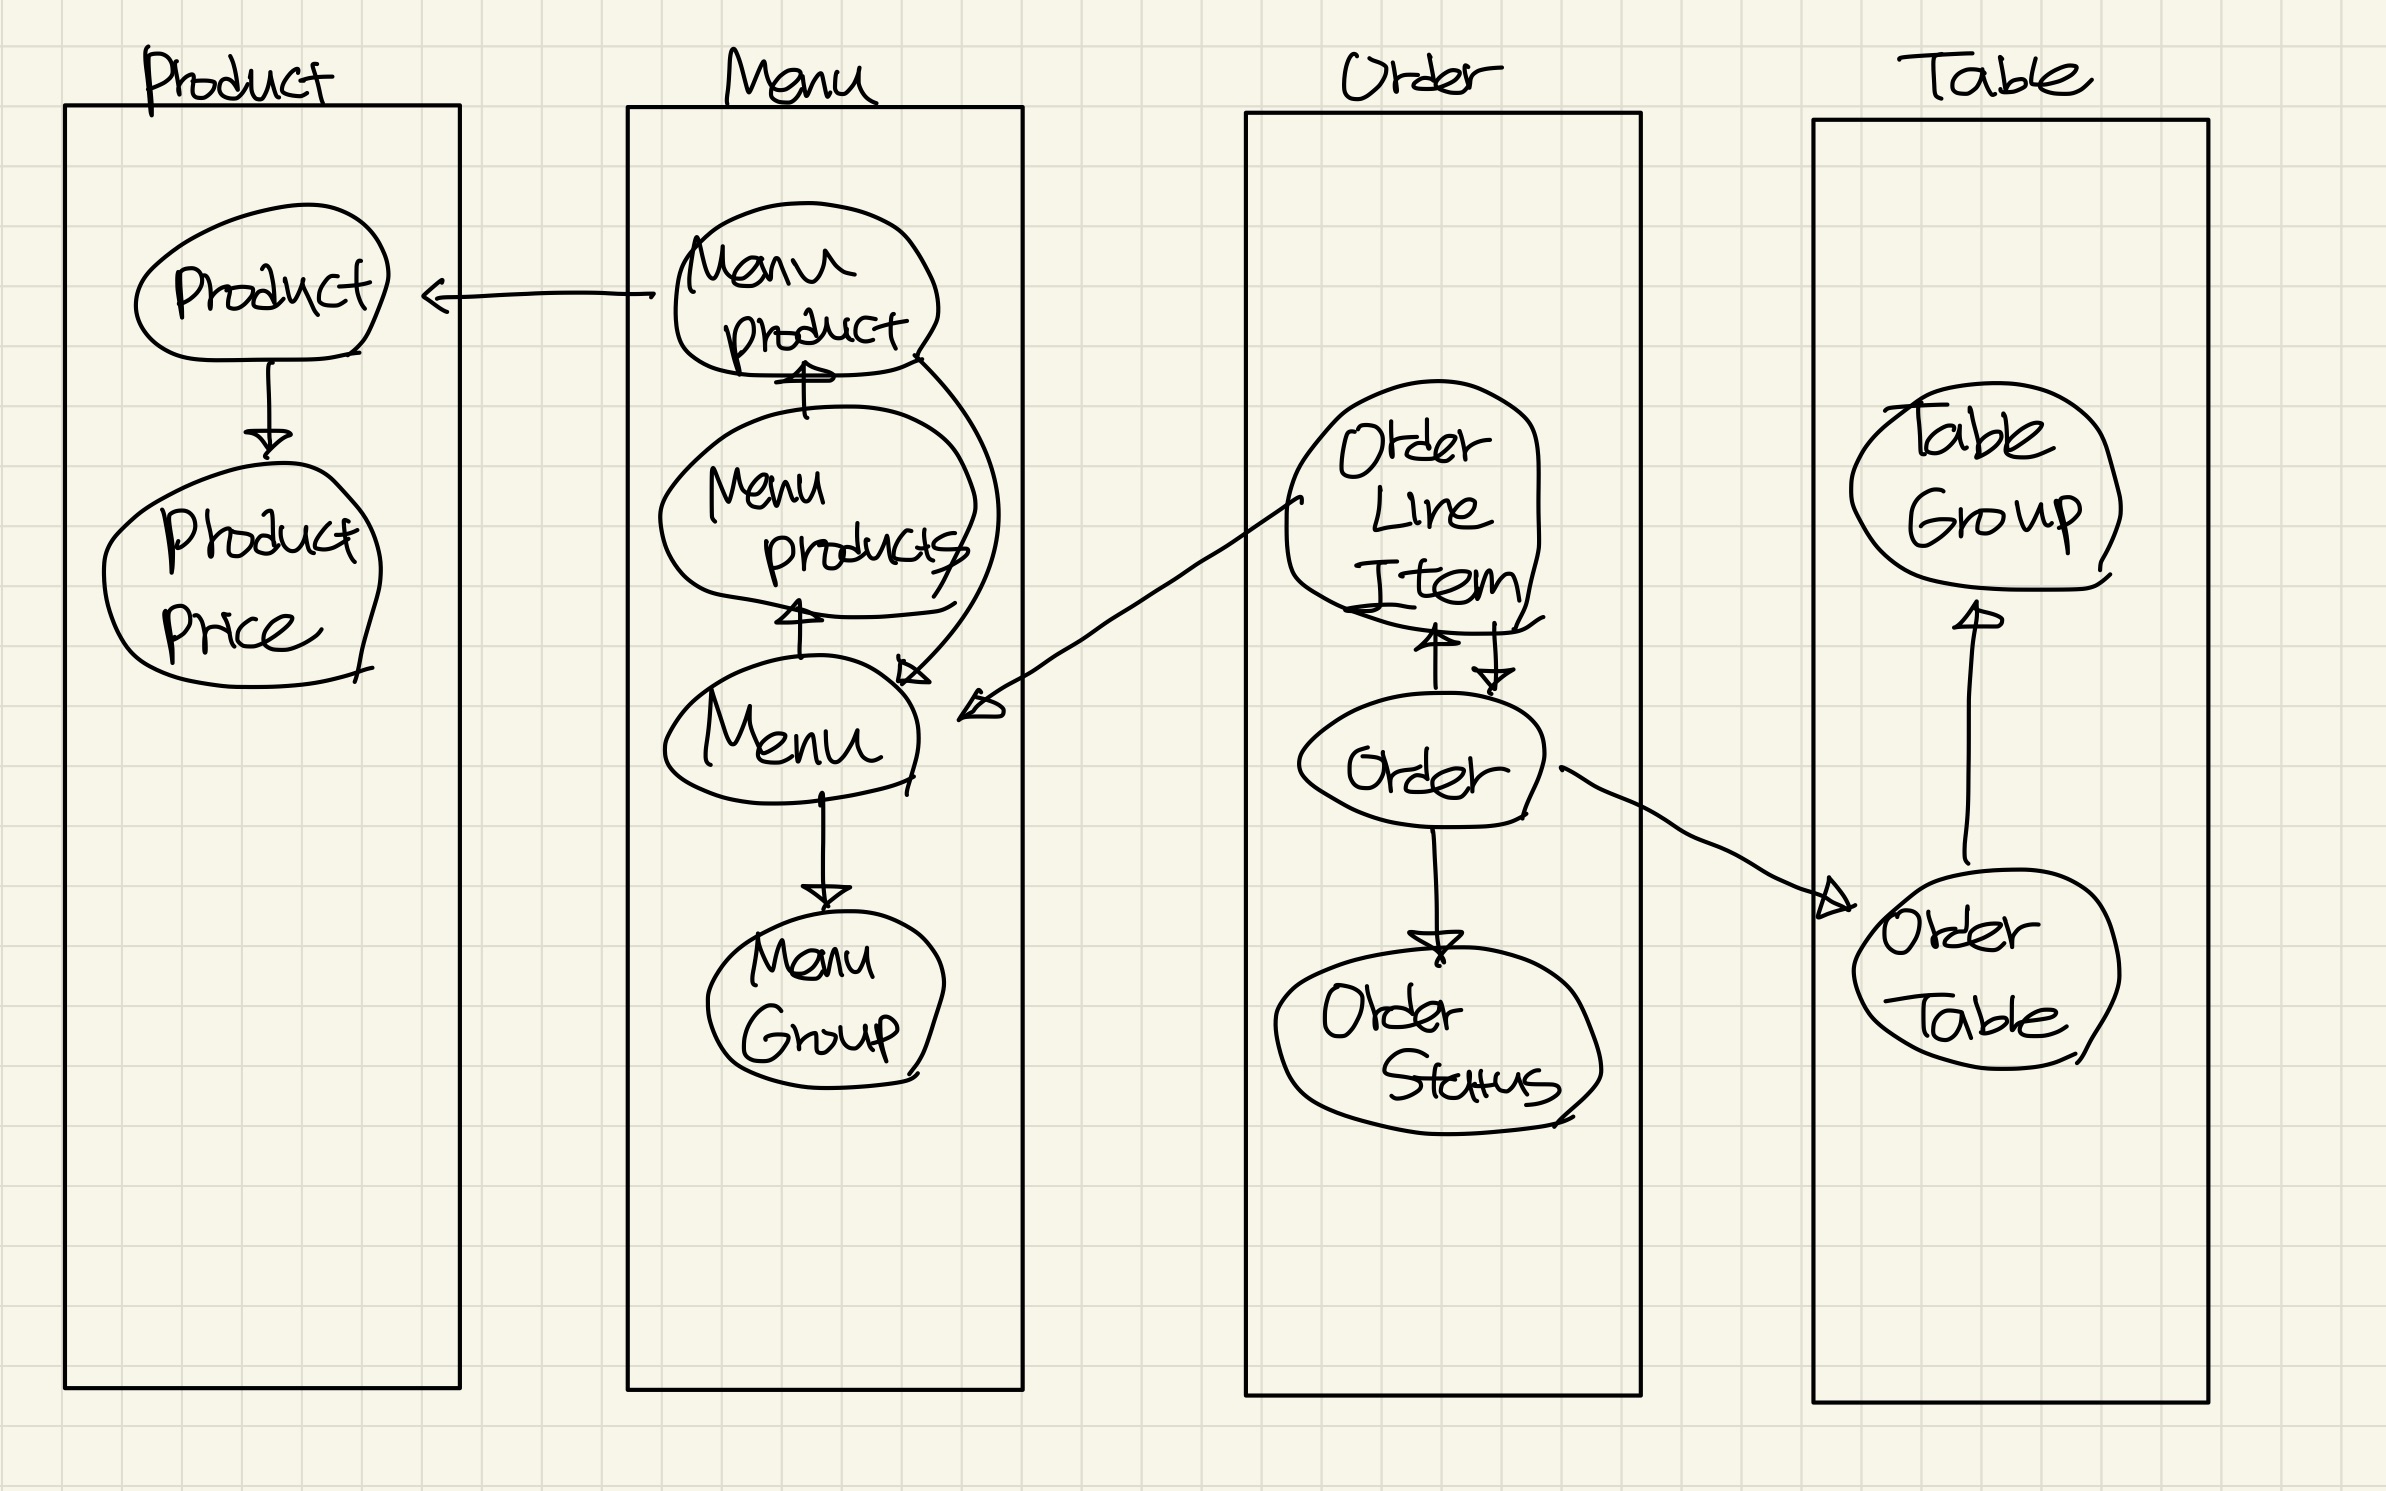 Product
Menu
Order
Table
Product
Product
Price
Menu
product
Menu
products
Menu
Menu
Group
Order
Line
Item
Order
Order
Status
Table
Group
Order
Table